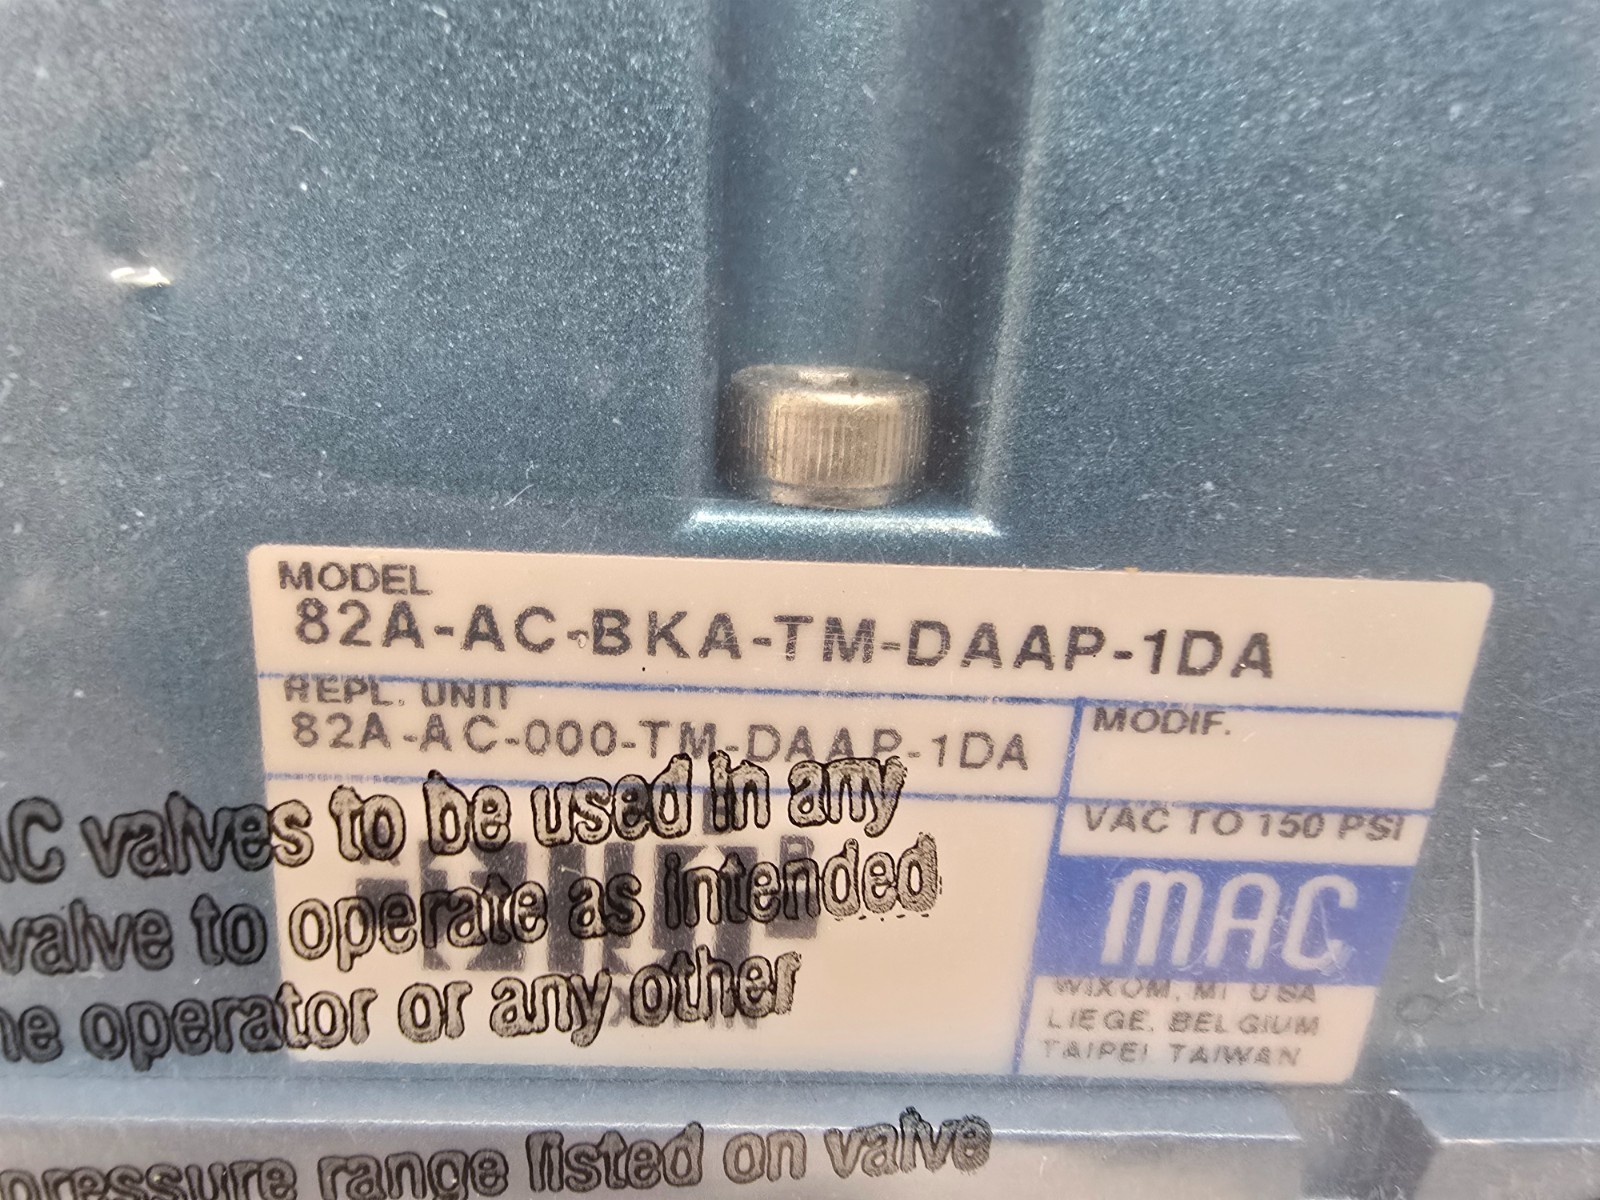 MODEL
82A-AC-BKA-TM-DAAP-1DA
REPL. UNIT
82A-AC-000-TM-DAAP-1DA
MODIF.
VAC TO 150 PSI
MAC
WIXOM, MI USA
LIEGE, BELGIUM
TAIPEI TAIWAN
AC valves to be used in any
valve to operate as intended
he operator or any other
pressure range listed on valve